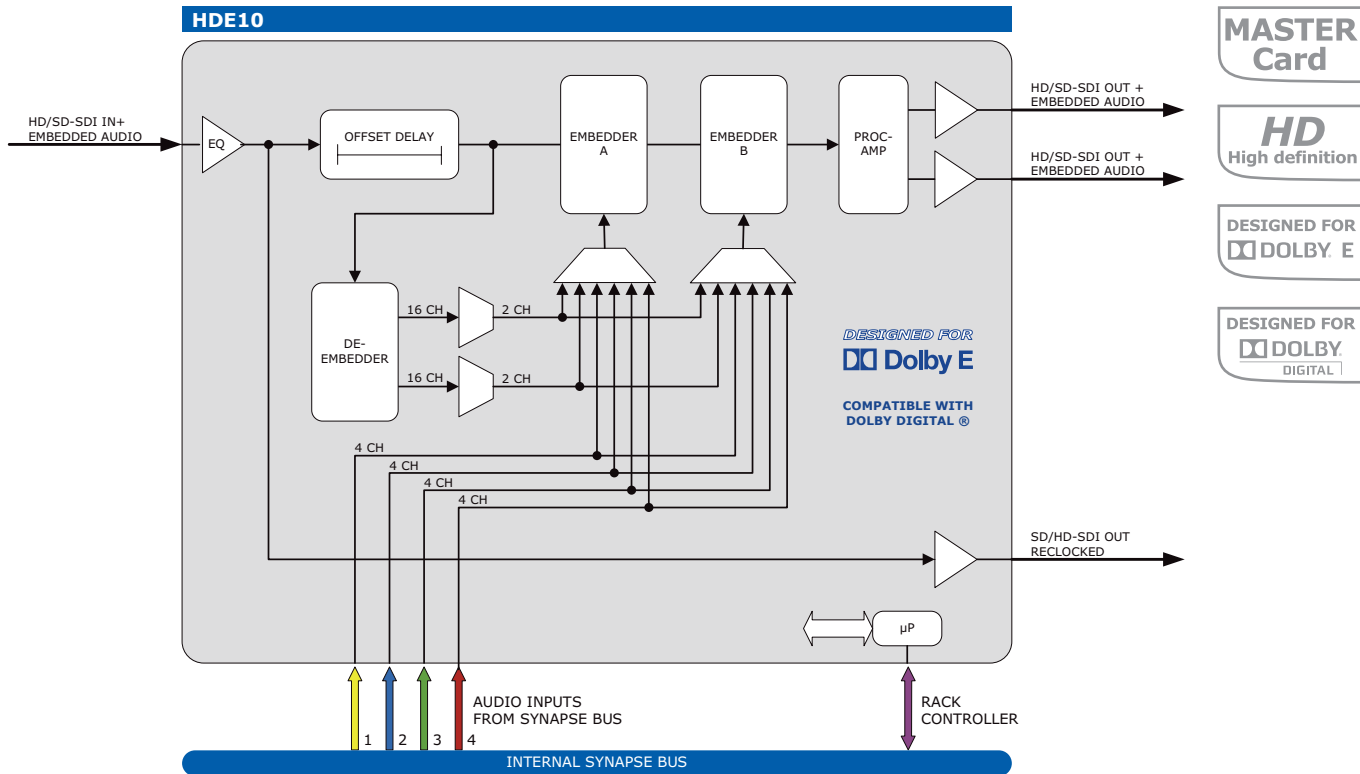 HDE10
MASTER
Card
HD/SD-SDI OUT +
EMBEDDED AUDIO
HD/SD-SDI IN+
EMBEDDED AUDIO
EQ
OFFSET DELAY
EMBEDDER
A
EMBEDDER
B
PROC-
AMP
HD
High definition
HD/SD-SDI OUT +
EMBEDDED AUDIO
DESIGNED FOR
DOLBY E
DE-
EMBEDDER
16 CH
2 CH
16 CH
2 CH
DESIGNED FOR
Dolby E
COMPATIBLE WITH
DOLBY DIGITAL ®
DESIGNED FOR
DOLBY
DIGITAL
4 CH
4 CH
4 CH
4 CH
SD/HD-SDI OUT
RECLOCKED
µP
1
2
3
4
AUDIO INPUTS
FROM SYNAPSE BUS
RACK
CONTROLLER
INTERNAL SYNAPSE BUS